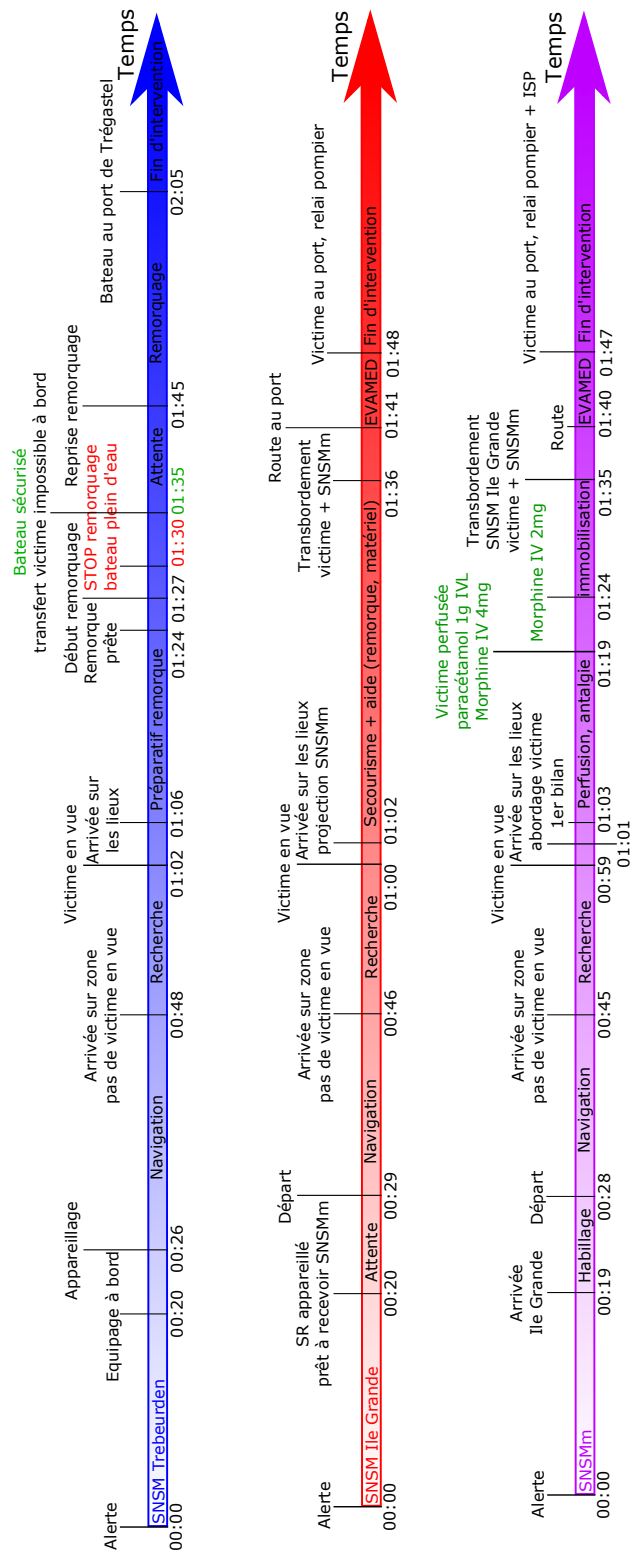 Alerte
00:00
SNSM Trebeurden
Equipage à bord
00:20
Appareillage
00:26
Navigation
Arrivée sur zone
pas de victime en vue
00:48
Recherche
Victime en vue
01:02
Arrivée sur
les lieux
01:06
Préparatif remorque
Remorque
prête
01:24
Début remorquage
01:27
STOP remorquage
bateau plein d'eau
01:30
Bateau sécurisé
transfert victime impossible à bord
01:35
Attente
Reprise remorquage
01:45
Remorquage
Bateau au port de Trégastel
02:05
Fin d'intervention
Temps
Alerte
00:00
SNSM Ile Grande
SR appareillé
prêt à recevoir SNSMm
00:20
Attente
Départ
00:29
Navigation
Arrivée sur zone
pas de victime en vue
00:46
Recherche
Victime en vue
01:00
Arrivée sur les lieux
projection SNSMm
01:02
Secourisme + aide (remorque, matériel)
Transbordement
victime + SNSMm
01:36
Route au port
01:41
EVAMED
Victime au port, relai pompier
01:48
Fin d'intervention
Temps
Alerte
00:00
SNSMm
Arrivée
Ile Grande
00:19
Habillage
Départ
00:28
Navigation
Arrivée sur zone
pas de victime en vue
00:45
Recherche
Victime en vue
00:59
Arrivée sur les lieux
abordage victime
01:01
1er bilan
01:03
Perfusion, antalgie
Victime perfusée
paracétamol 1g IVL
Morphine IV 4mg
01:19
Morphine IV 2mg
01:24
immobilisation
Transbordement
SNSM Ile Grande
victime + SNSMm
01:35
Route
01:40
EVAMED
Victime au port, relai pompier + ISP
01:47
Fin d'intervention
Temps